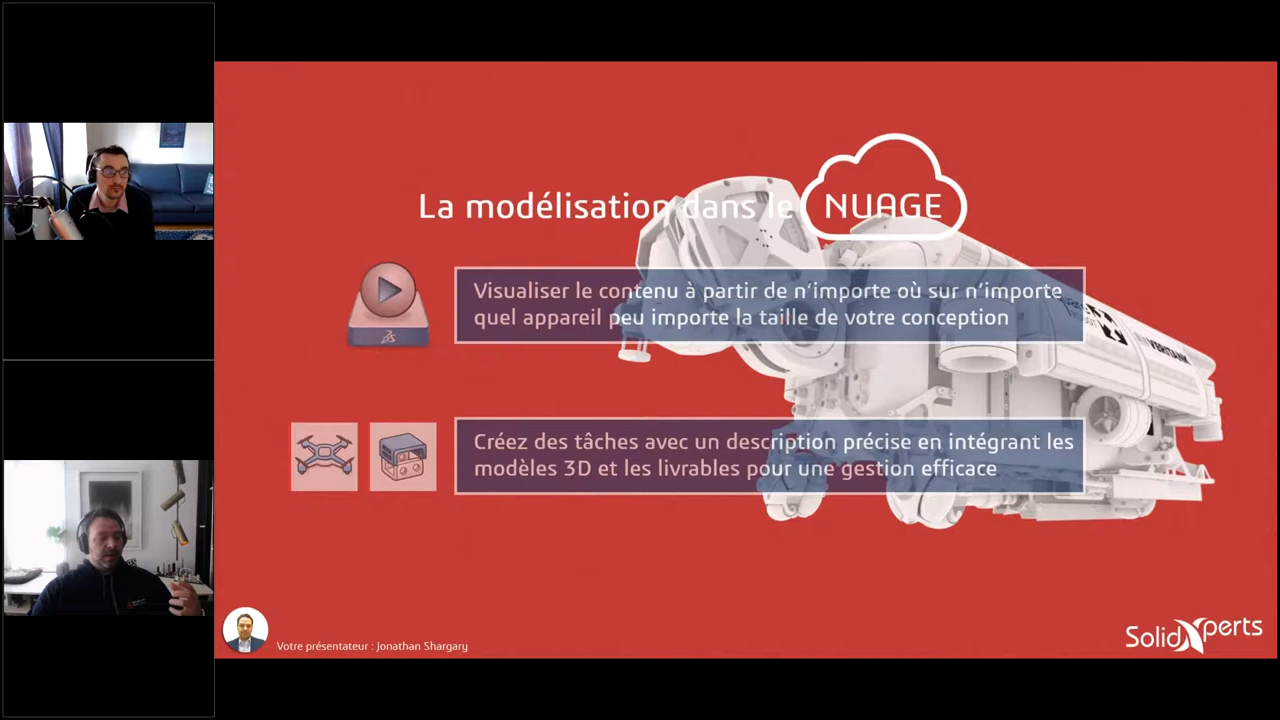 La modélisation dans le NUAGE
Visualiser le contenu à partir de n'importe où sur n'importe
quel appareil peu importe la taille de votre conception
VERITANK
Créez des tâches avec un description précise en intégrant les
modèles 3D et les livrables pour une gestion efficace
Votre présentateur : Jonathan Shargary
SolidXperts